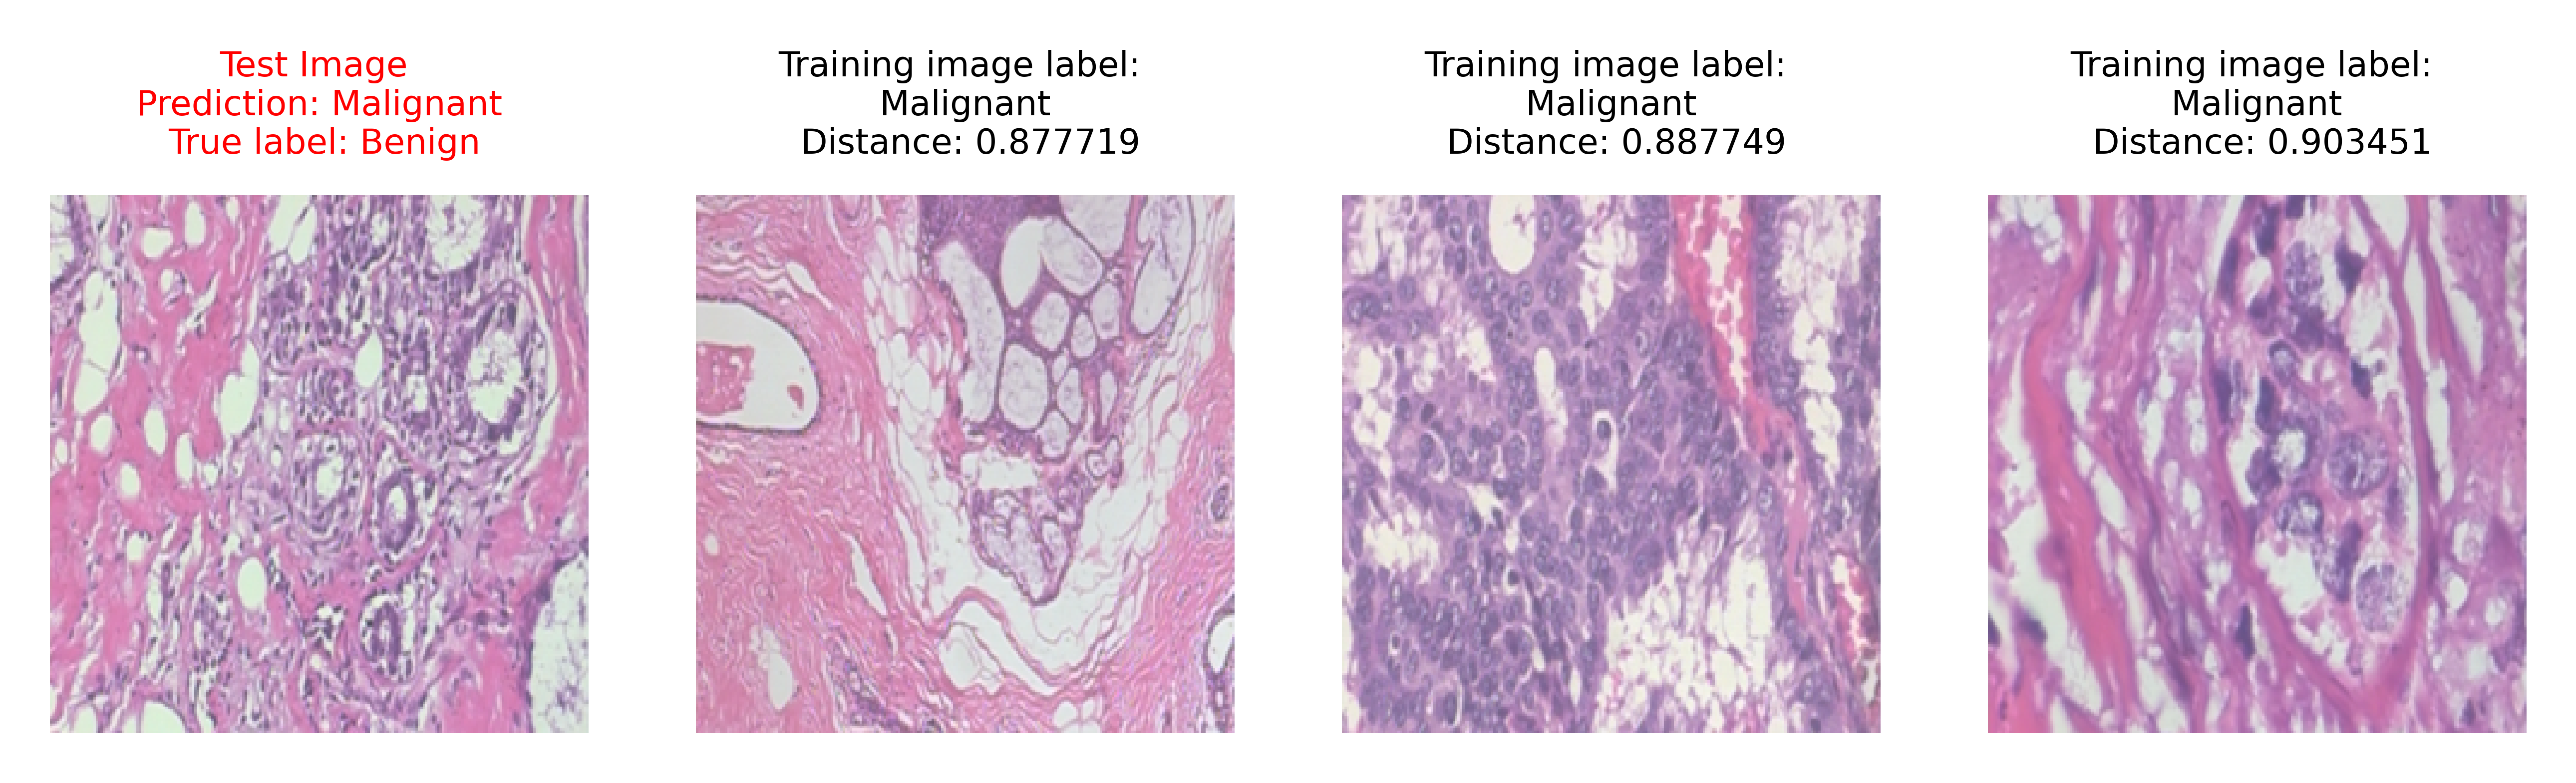 Test Image
Prediction: Malignant
True label: Benign
Training image label:
Malignant
Distance: 0.877719
Training image label:
Malignant
Distance: 0.887749
Training image label:
Malignant
Distance: 0.903451